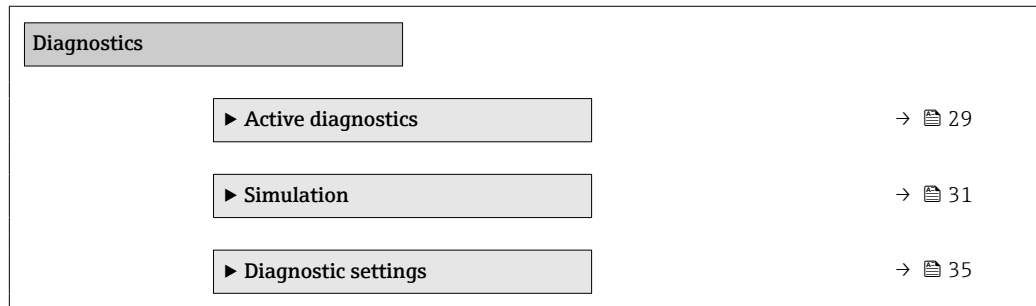 Diagnostics
▶ Active diagnostics → 29
▶ Simulation → 31
▶ Diagnostic settings → 35